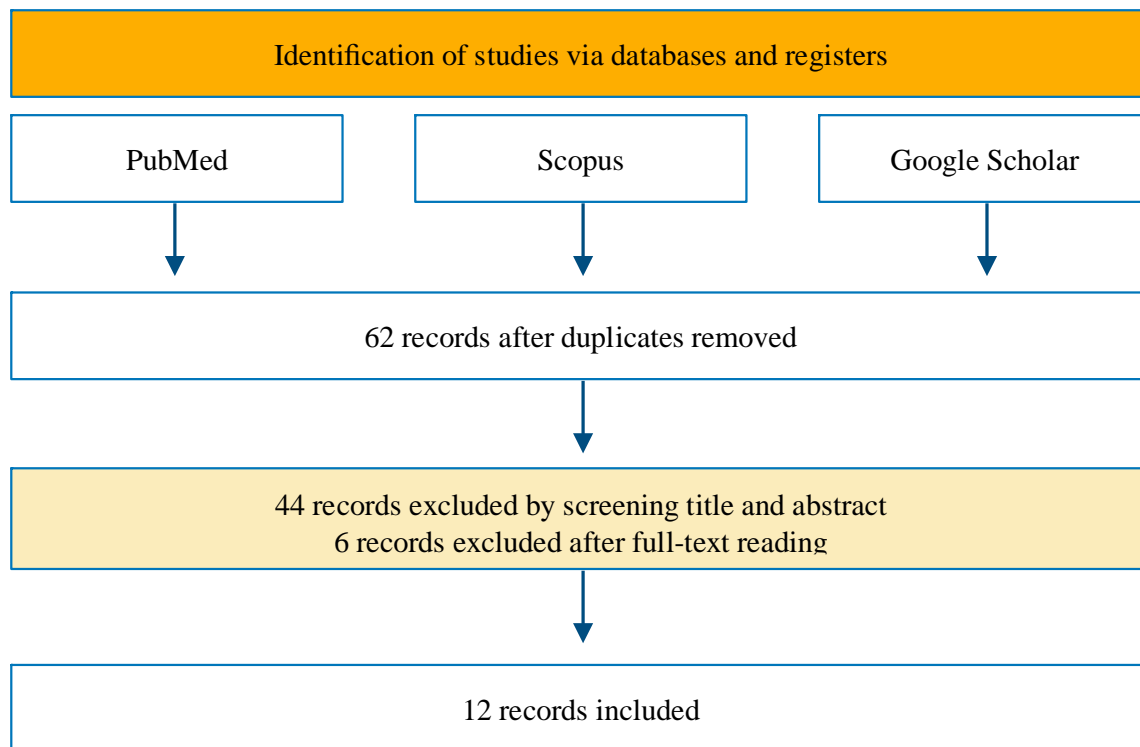 Identification of studies via databases and registers
PubMed
Scopus
Google Scholar
62 records after duplicates removed
44 records excluded by screening title and abstract
6 records excluded after full-text reading
12 records included